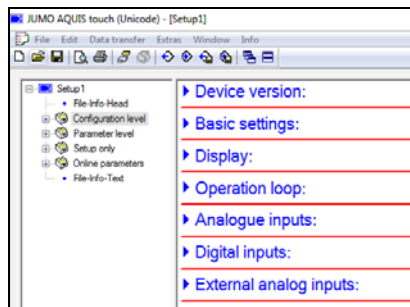 JUMO AQUIS touch (Unicode) - [Setup1]
File Edit Data transfer Extras Window Info
Setup1
File-Info-Head
Configuration level
Parameter level
Setup only
Online parameters
File-Info-Text
Device version:
Basic settings:
Display:
Operation loop:
Analogue inputs:
Digital inputs:
External analog inputs: